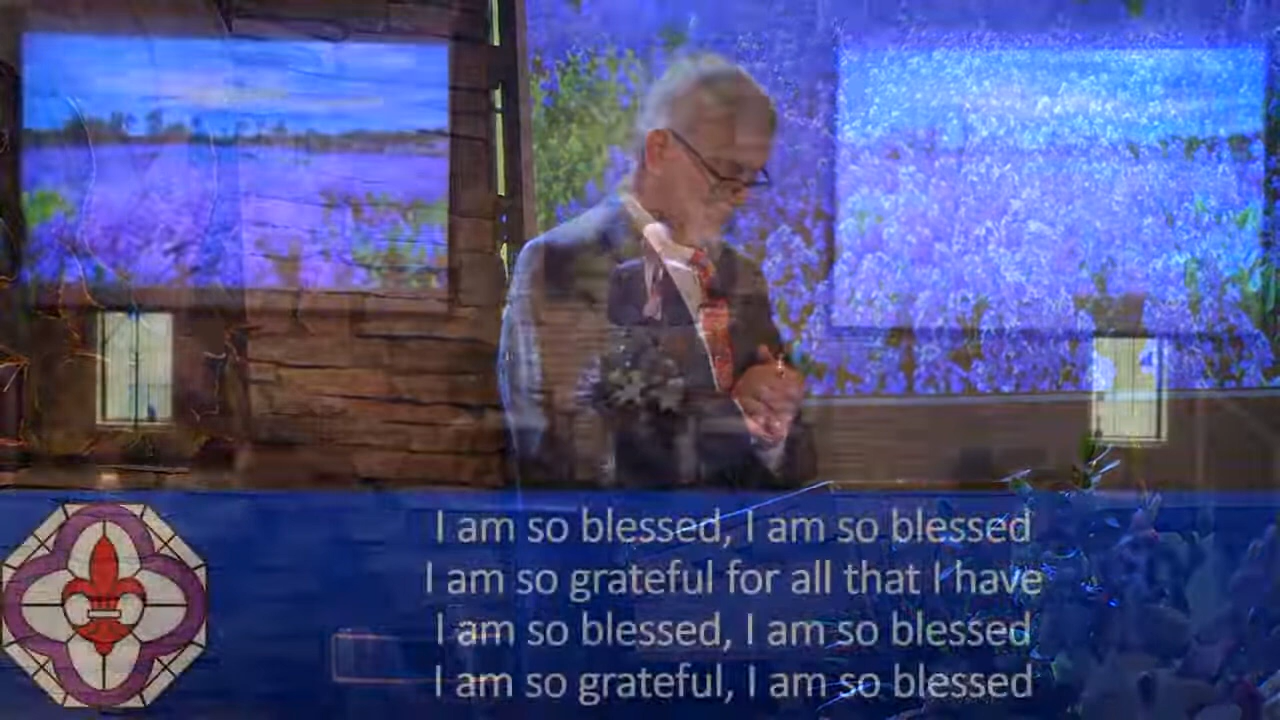 I am so blessed, I am so blessed
I am so grateful for all that I have
I am so blessed, I am so blessed
I am so grateful, I am so blessed